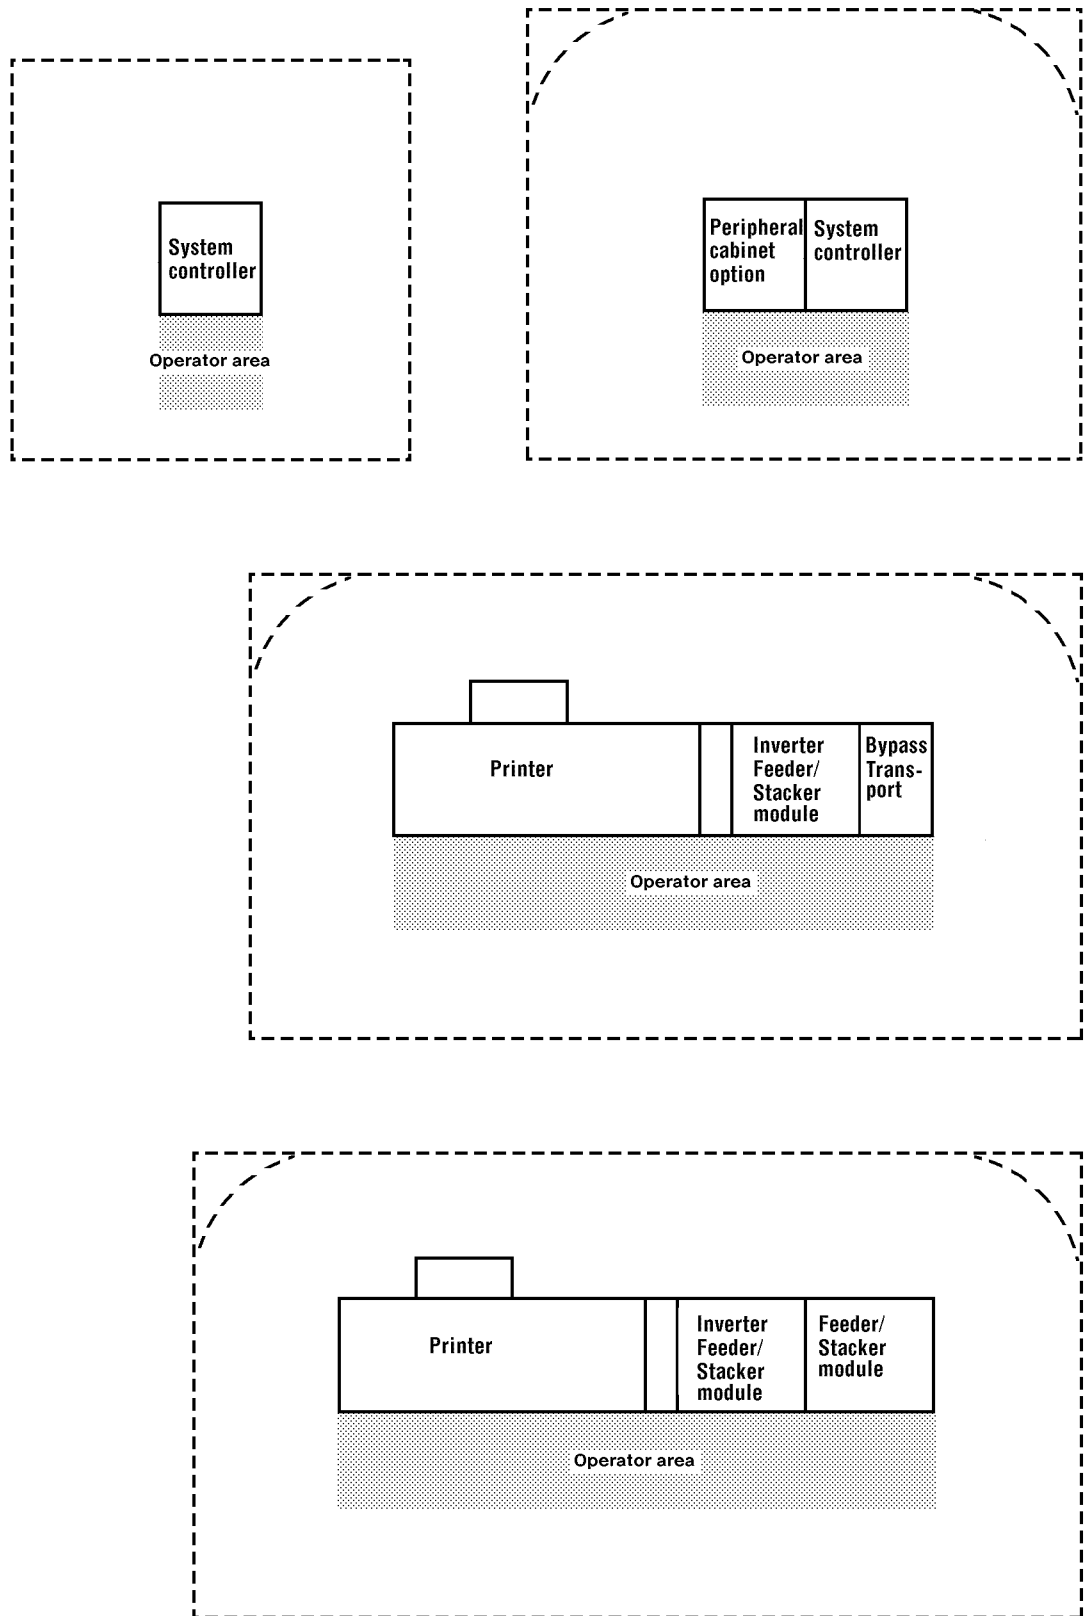 System
controller
Operator area
Peripheral
cabinet
option
System
controller
Operator area
Printer
Inverter
Feeder/
Stacker
module
Bypass
Trans-
port
Operator area
Printer
Inverter
Feeder/
Stacker
module
Feeder/
Stacker
module
Operator area